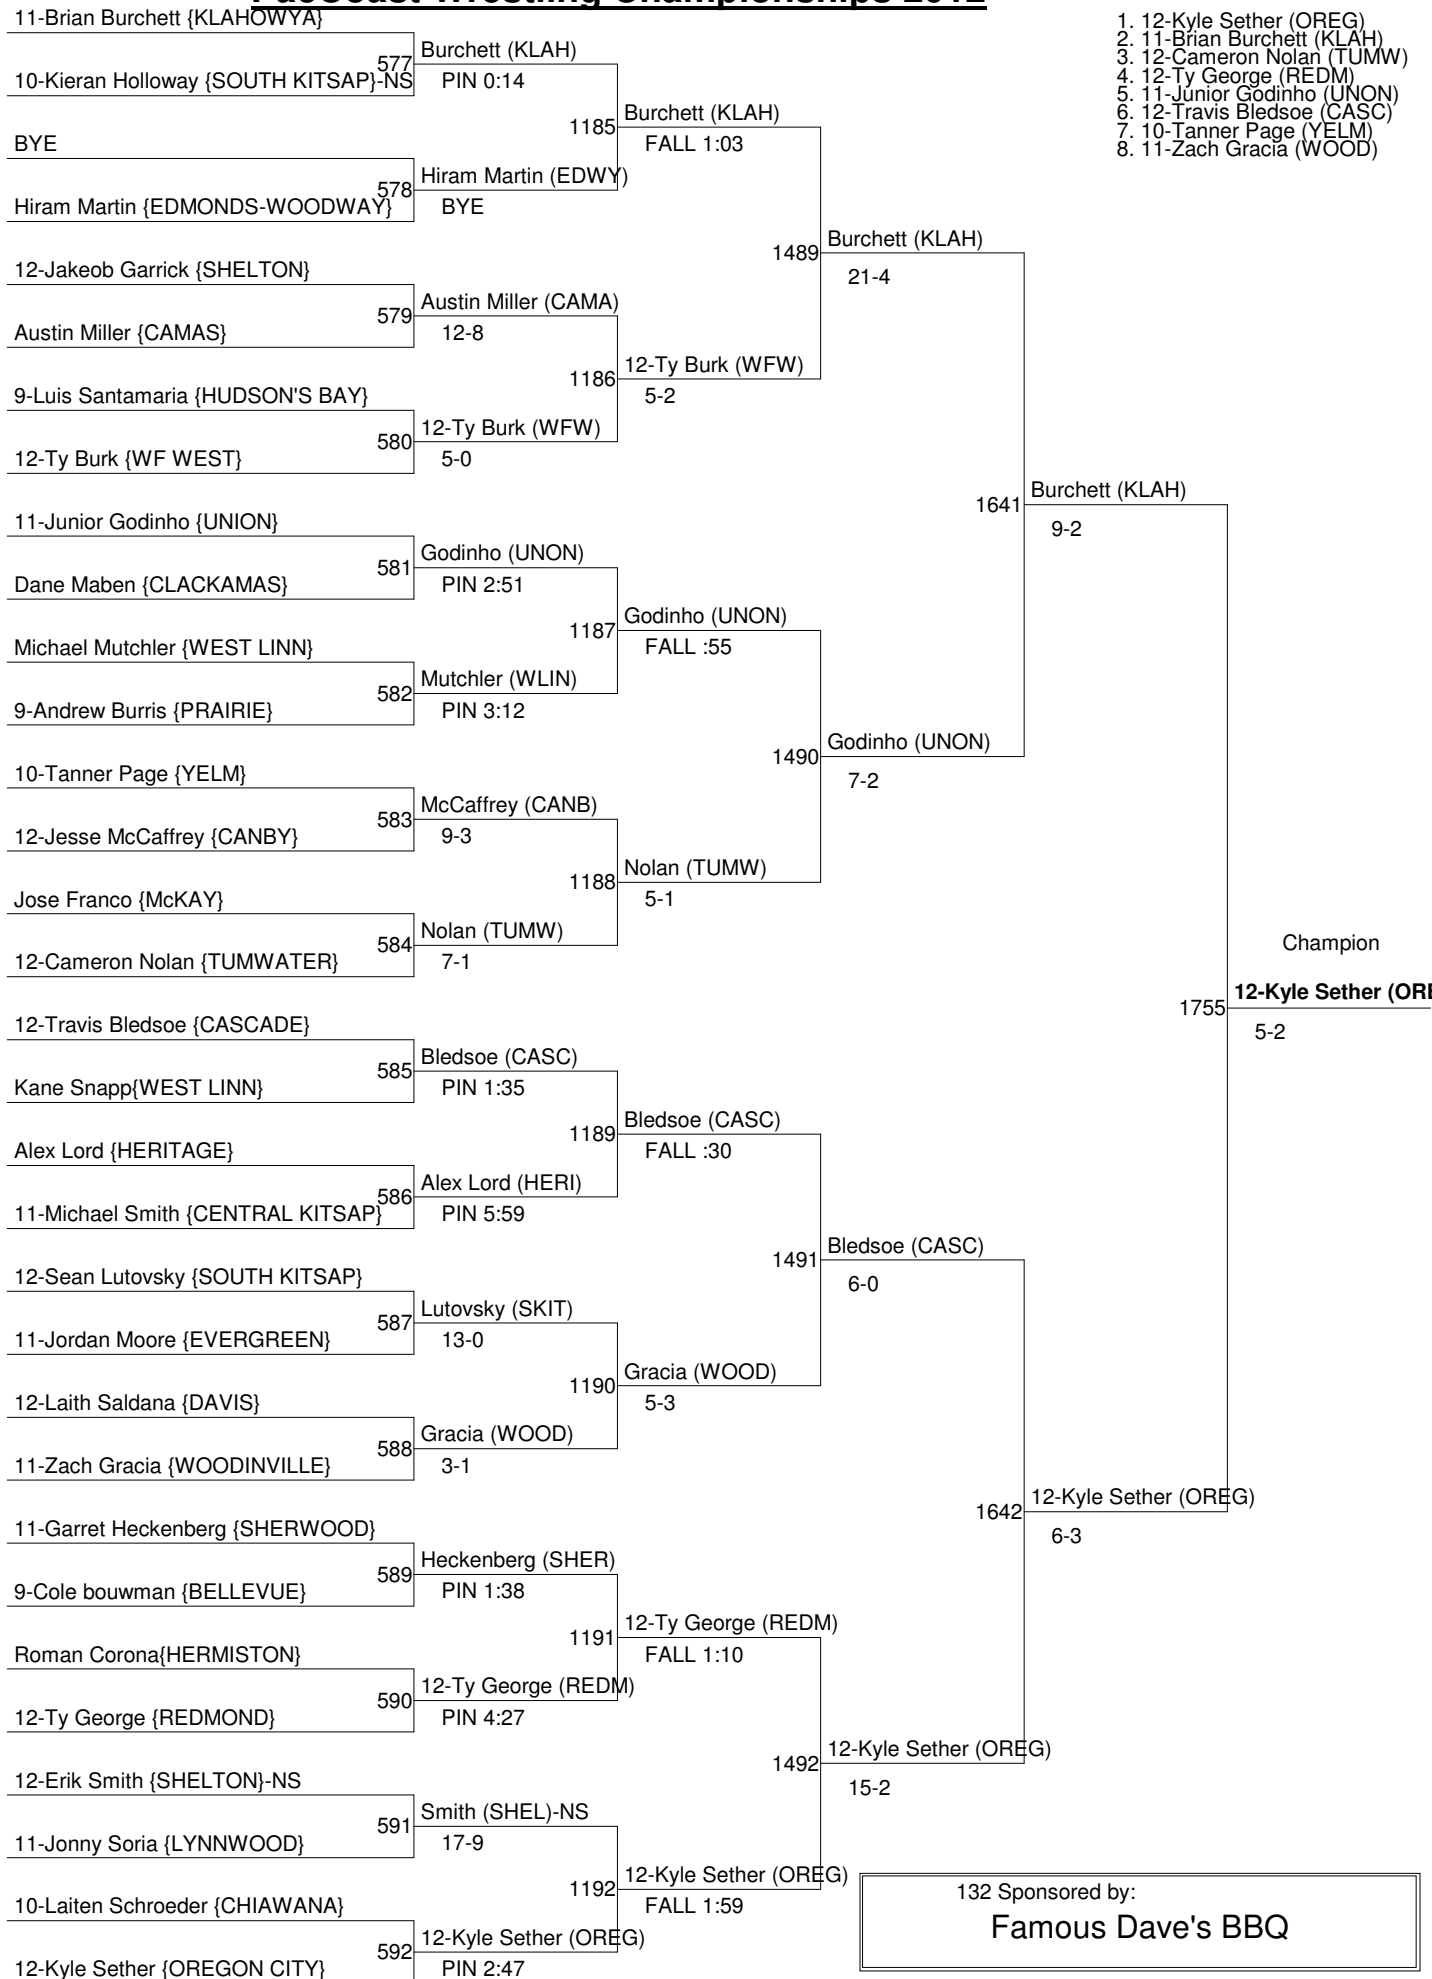 PacCoast Wrestling Championships 2012
1. 12-Kyle Sether (OREG)
2. 11-Brian Burchett (KLAH)
3. 12-Cameron Nolan (TUMW)
4. 12-Ty George (REDM)
5. 11-Junior Godinho (UNON)
6. 12-Travis Bledsoe (CASC)
7. 10-Tanner Page (YELM)
8. 11-Zach Gracia (WOOD)
11-Brian Burchett {KLAHOWYA}
577
10-Kieran Holloway {SOUTH KITSAP}-NS
BYE
578
Hiram Martin {EDMONDS-WOODWAY}
12-Jakeob Garrick {SHELTON}
579
Austin Miller {CAMAS}
9-Luis Santamaria {HUDSON'S BAY}
580
12-Ty Burk {WF WEST}
11-Junior Godinho {UNION}
581
Dane Maben {CLACKAMAS}
Michael Mutchler {WEST LINN}
582
9-Andrew Burris {PRAIRIE}
10-Tanner Page {YELM}
583
12-Jesse McCaffrey {CANBY}
Jose Franco {McKAY}
584
12-Cameron Nolan {TUMWATER}
12-Travis Bledsoe {CASCADE}
585
Kane Snapp{WEST LINN}
Alex Lord {HERITAGE}
586
11-Michael Smith {CENTRAL KITSAP}
12-Sean Lutovsky {SOUTH KITSAP}
587
11-Jordan Moore {EVERGREEN}
12-Laith Saldana {DAVIS}
588
11-Zach Gracia {WOODINVILLE}
11-Garret Heckenberg {SHERWOOD}
589
9-Cole bouwman {BELLEVUE}
Roman Corona{HERMISTON}
590
12-Ty George {REDMOND}
12-Erik Smith {SHELTON}-NS
591
11-Jonny Soria {LYNNWOOD}
10-Laiten Schroeder {CHIAWANA}
592
12-Kyle Sether {OREGON CITY}
Burchett (KLAH)
PIN 0:14
1185
Hiram Martin (EDWY)
BYE
Austin Miller (CAMA)
12-8
1186
12-Ty Burk (WFW)
5-0
Godinho (UNON)
PIN 2:51
1187
Mutchler (WLIN)
PIN 3:12
McCaffrey (CANB)
9-3
1188
Nolan (TUMW)
7-1
Bledsoe (CASC)
PIN 1:35
1189
Alex Lord (HERI)
PIN 5:59
Lutovsky (SKIT)
13-0
1190
Gracia (WOOD)
3-1
Heckenberg (SHER)
PIN 1:38
1191
12-Ty George (REDM)
PIN 4:27
Smith (SHEL)-NS
17-9
1192
12-Kyle Sether (OREG)
PIN 2:47
Burchett (KLAH)
FALL 1:03
1489
12-Ty Burk (WFW)
5-2
Godinho (UNON)
FALL :55
1490
Nolan (TUMW)
5-1
Bledsoe (CASC)
FALL :30
1491
Gracia (WOOD)
5-3
12-Ty George (REDM)
FALL 1:10
1492
12-Kyle Sether (OREG)
FALL 1:59
Burchett (KLAH)
21-4
1641
Godinho (UNON)
7-2
Bledsoe (CASC)
6-0
1642
12-Kyle Sether (OREG)
15-2
Burchett (KLAH)
9-2
1755
12-Kyle Sether (OREG)
6-3
Champion
12-Kyle Sether (ORE
5-2
132 Sponsored by:
Famous Dave's BBQ